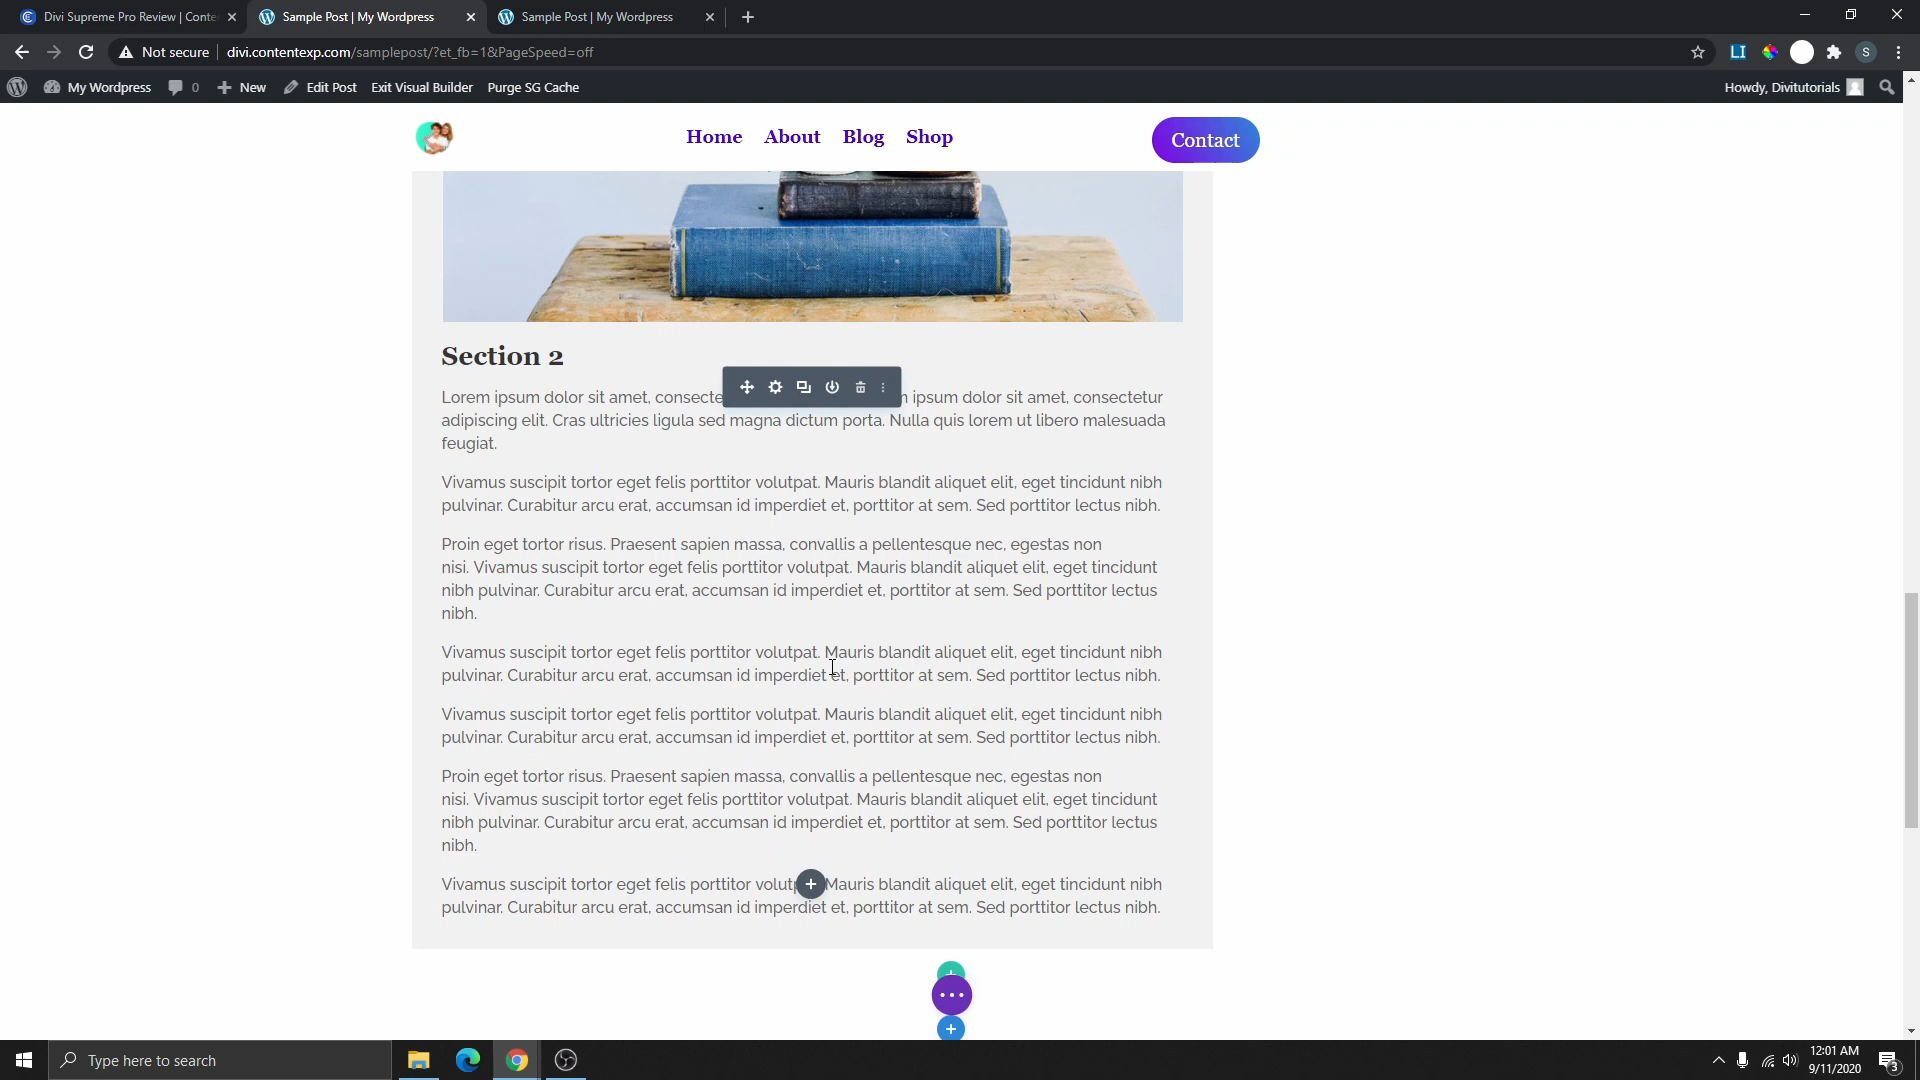 Divi Supreme Pro Review | Conte
Sample Post | My Wordpress
Sample Post | My Wordpress
Not secure
divi.contentexp.com/samplepost/?et_fb=1&PageSpeed=off
LI
S
My Wordpress
0
New
Edit Post
Exit Visual Builder
Purge SG Cache
Howdy, Divitutorials
Home
About
Blog
Shop
Contact
Section 2
Lorem ipsum dolor sit amet, consecte ipsum dolor sit amet, consectetur
adipiscing elit. Cras ultricies ligula sed magna dictum porta. Nulla quis lorem ut libero malesuada
feugiat.
Vivamus suscipit tortor eget felis porttitor volutpat. Mauris blandit aliquet elit, eget tincidunt nibh
pulvinar. Curabitur arcu erat, accumsan id imperdiet et, porttitor at sem. Sed porttitor lectus nibh.
Proin eget tortor risus. Praesent sapien massa, convallis a pellentesque nec, egestas non
nisi. Vivamus suscipit tortor eget felis porttitor volutpat. Mauris blandit aliquet elit, eget tincidunt
nibh pulvinar. Curabitur arcu erat, accumsan id imperdiet et, porttitor at sem. Sed porttitor lectus
nibh.
Vivamus suscipit tortor eget felis porttitor volutpat. Mauris blandit aliquet elit, eget tincidunt nibh
pulvinar. Curabitur arcu erat, accumsan id imperdiet et, porttitor at sem. Sed porttitor lectus nibh.
Vivamus suscipit tortor eget felis porttitor volutpat. Mauris blandit aliquet elit, eget tincidunt nibh
pulvinar. Curabitur arcu erat, accumsan id imperdiet et, porttitor at sem. Sed porttitor lectus nibh.
Proin eget tortor risus. Praesent sapien massa, convallis a pellentesque nec, egestas non
nisi. Vivamus suscipit tortor eget felis porttitor volutpat. Mauris blandit aliquet elit, eget tincidunt
nibh pulvinar. Curabitur arcu erat, accumsan id imperdiet et, porttitor at sem. Sed porttitor lectus
nibh.
Vivamus suscipit tortor eget felis porttitor volutp Mauris blandit aliquet elit, eget tincidunt nibh
pulvinar. Curabitur arcu erat, accumsan id imperdiet et, porttitor at sem. Sed porttitor lectus nibh.
Type here to search
12:01 AM
9/11/2020
3